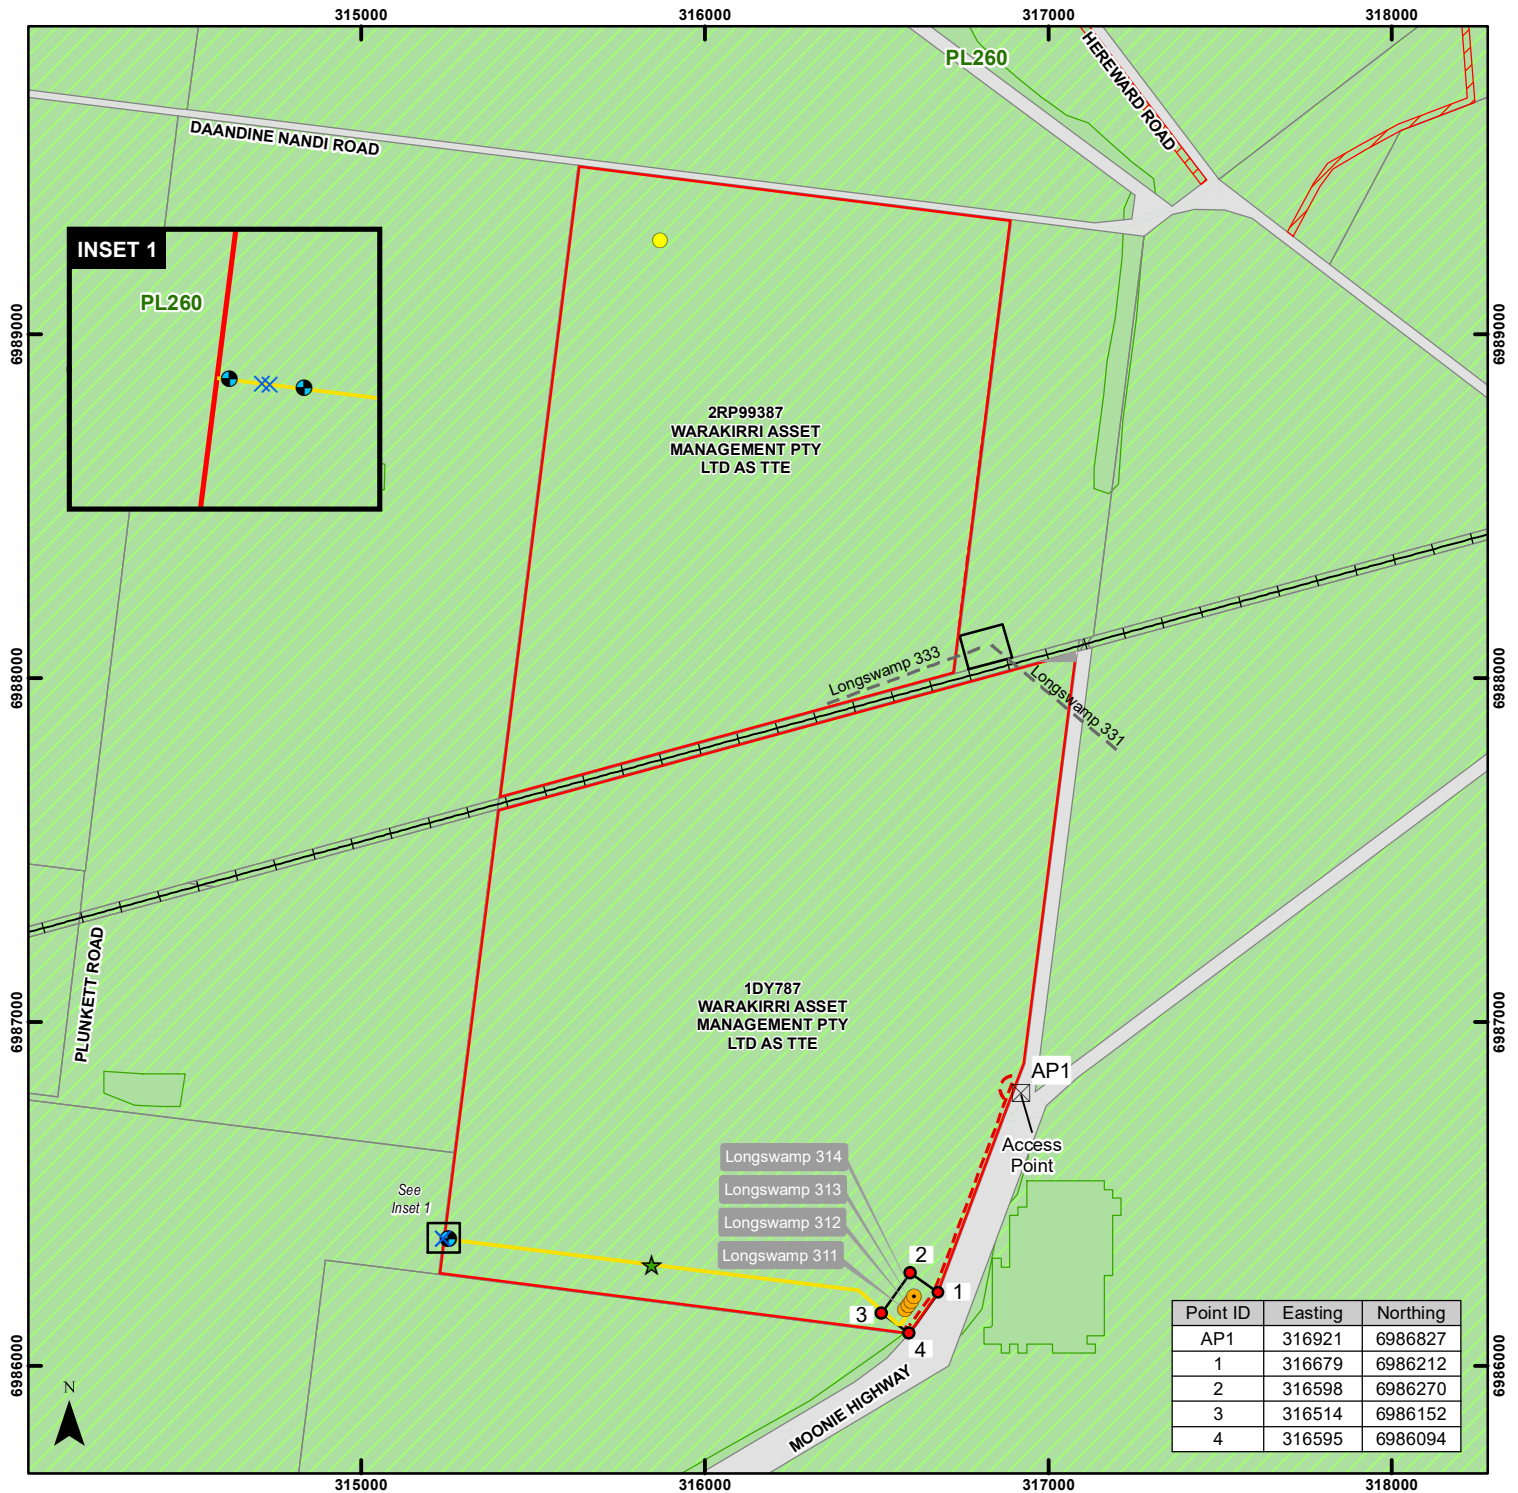 315000 316000 317000 318000
PL260
HEREWARD ROAD
DAANDINE NANDI ROAD
INSET 1
PL260
6989000
6989000
2RP99387
WARAKIRRI ASSET
MANAGEMENT PTY
LTD AS TTE
Longswamp 333
Longswamp 331
6988000
6988000
PLUNKETT ROAD
1DY787
WARAKIRRI ASSET
MANAGEMENT PTY
LTD AS TTE
6987000
6987000
AP1
Access
Point
Longswamp 314
Longswamp 313
Longswamp 312
Longswamp 311
See
Inset 1
2
1
3
4
MOONIE HIGHWAY
Point ID Easting Northing
AP1 316921 6986827
1 316679 6986212
2 316598 6986270
3 316514 6986152
4 316595 6986094
6986000
6986000
N
315000 316000 317000 318000